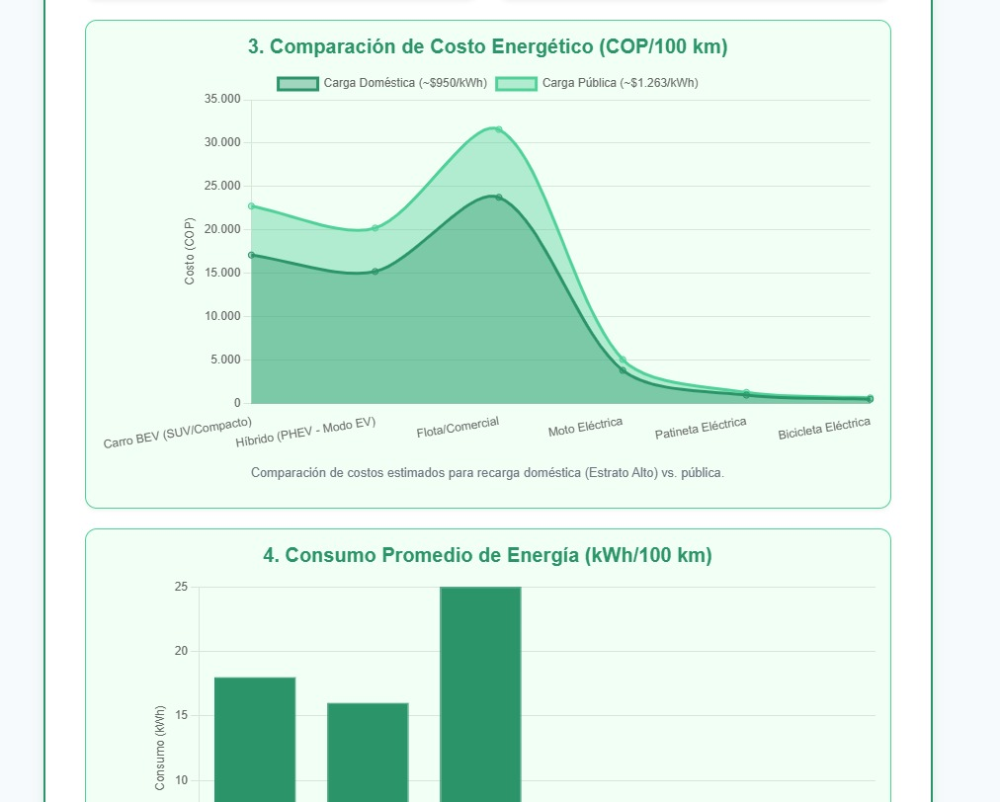 3. Comparación de Costo Energético (COP/100 km)
Carga Doméstica (~$950/kWh) Carga Pública (~$1.263/kWh)
35.000
30.000
25.000
20.000
15.000
10.000
5.000
0
Costo (COP)
Carro BEV (SUV/Compacto)
Híbrido (PHEV - Modo EV)
Flota/Comercial
Moto Eléctrica
Patineta Eléctrica
Bicicleta Eléctrica
Comparación de costos estimados para recarga doméstica (Estrato Alto) vs. pública.
4. Consumo Promedio de Energía (kWh/100 km)
25
20
15
10
Consumo (kWh)